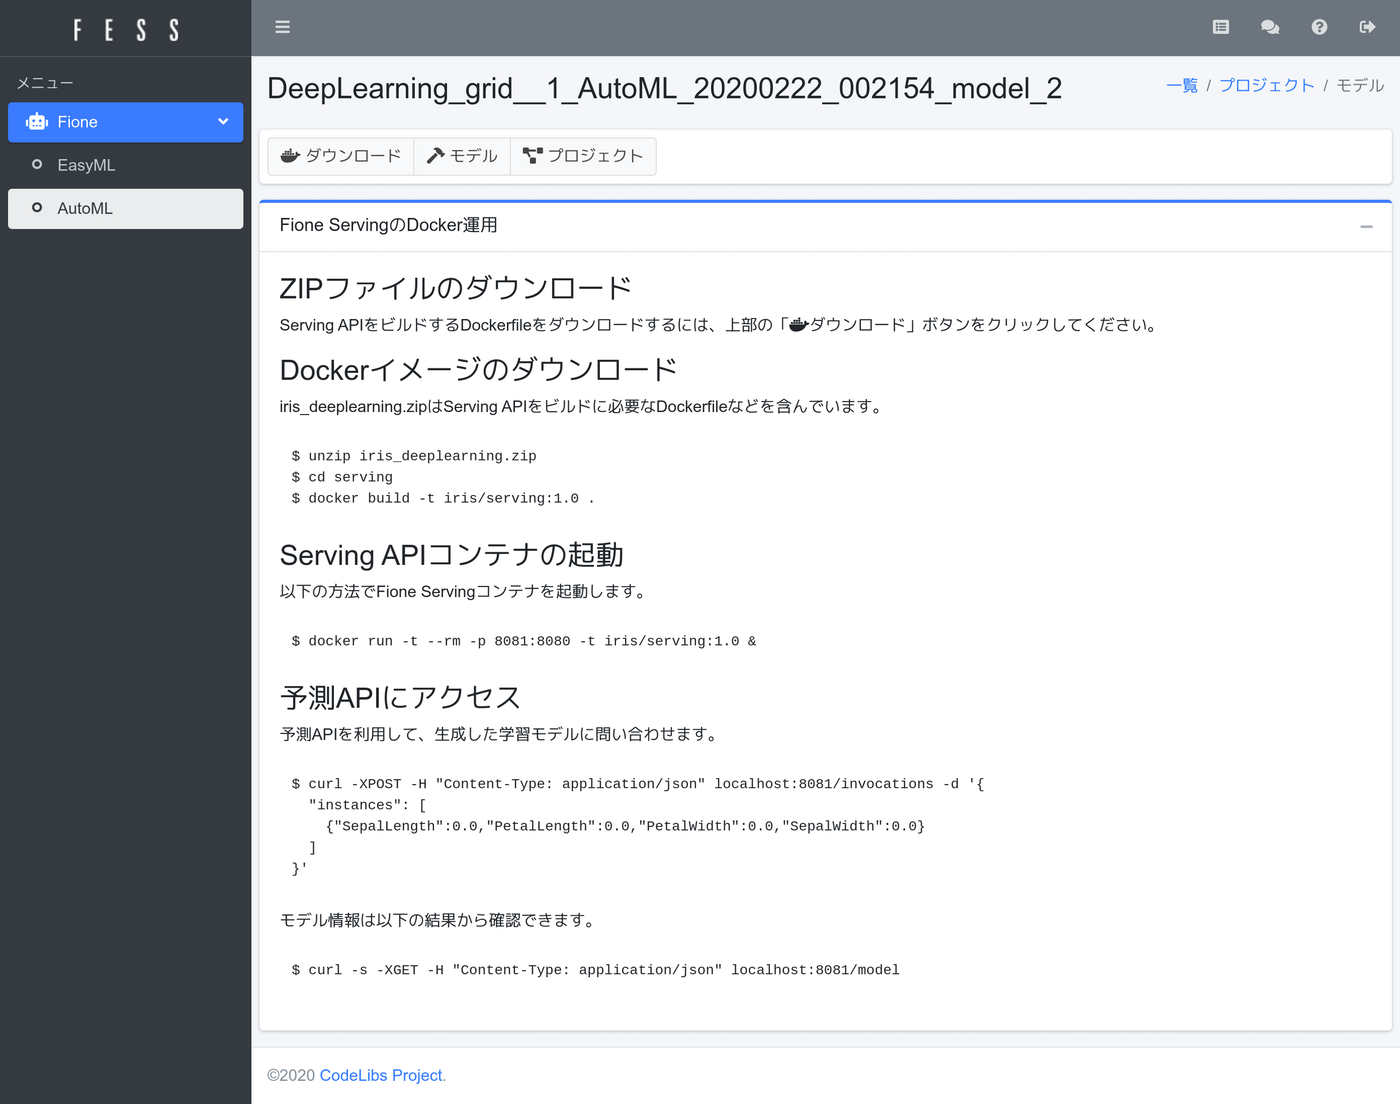 FESS
メニュー
Fione
EasyML
AutoML
DeepLearning_grid__1_AutoML_20200222_002154_model_2
一覧 / プロジェクト / モデル
ダウンロード モデル プロジェクト
Fione ServingのDocker運用
ZIPファイルのダウンロード
Serving APIをビルドするDockerfileをダウンロードするには、上部の「ダウンロード」ボタンをクリックしてください。
Dockerイメージのダウンロード
iris_deeplearning.zipはServing APIをビルドに必要なDockerfileなどを含んでいます。
$ unzip iris_deeplearning.zip
$ cd serving
$ docker build -t iris/serving:1.0 .
Serving APIコンテナの起動
以下の方法でFione Servingコンテナを起動します。
$ docker run -t --rm -p 8081:8080 -t iris/serving:1.0 &
予測APIにアクセス
予測APIを利用して、生成した学習モデルに問い合わせます。
$ curl -XPOST -H "Content-Type: application/json" localhost:8081/invocations -d '{
"instances": [
{"SepalLength":0.0,"PetalLength":0.0,"PetalWidth":0.0,"SepalWidth":0.0}
]
}'
モデル情報は以下の結果から確認できます。
$ curl -s -XGET -H "Content-Type: application/json" localhost:8081/model
©2020 CodeLibs Project.